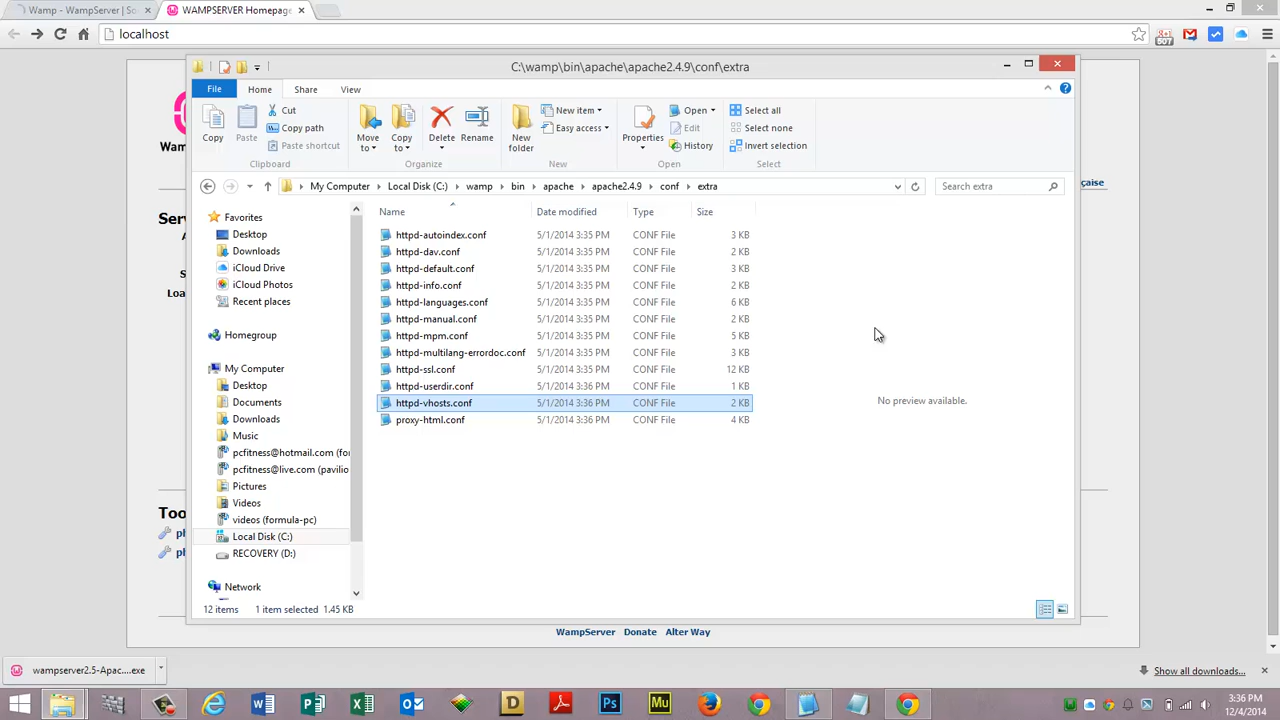 Wamp - WampServer | So
WAMPSERVER Homepage
localhost
C:\wamp\bin\apache\apache2.4.9\conf\extra
File
Home
Share
View
Copy
Paste
Cut
Copy path
Paste shortcut
Clipboard
Move to
Copy to
Delete
Rename
Organize
New folder
New item
Easy access
New
Properties
Open
Edit
History
Open
Select all
Select none
Invert selection
Select
My Computer
Local Disk (C:)
wamp
bin
apache
apache2.4.9
conf
extra
Search extra
Wam
çaise
Serv
S
Loa
Too
p
p
Favorites
Desktop
Downloads
iCloud Drive
iCloud Photos
Recent places
Homegroup
My Computer
Desktop
Documents
Downloads
Music
pcfitness@hotmail.com (fo
pcfitness@live.com (pavilio
Pictures
Videos
videos (formula-pc)
Local Disk (C:)
RECOVERY (D:)
Network
Name Date modified Type Size
httpd-autoindex.conf 5/1/2014 3:35 PM CONF File 3 KB
httpd-dav.conf 5/1/2014 3:35 PM CONF File 2 KB
httpd-default.conf 5/1/2014 3:35 PM CONF File 3 KB
httpd-info.conf 5/1/2014 3:35 PM CONF File 2 KB
httpd-languages.conf 5/1/2014 3:35 PM CONF File 6 KB
httpd-manual.conf 5/1/2014 3:35 PM CONF File 2 KB
httpd-mpm.conf 5/1/2014 3:35 PM CONF File 5 KB
httpd-multilang-errordoc.conf 5/1/2014 3:35 PM CONF File 3 KB
httpd-ssl.conf 5/1/2014 3:35 PM CONF File 12 KB
httpd-userdir.conf 5/1/2014 3:36 PM CONF File 1 KB
httpd-vhosts.conf 5/1/2014 3:36 PM CONF File 2 KB
proxy-html.conf 5/1/2014 3:36 PM CONF File 4 KB
No preview available.
12 items 1 item selected 1.45 KB
WampServer Donate Alter Way
wampserver2.5-Apac....exe
Show all downloads...
3:36 PM
12/4/2014